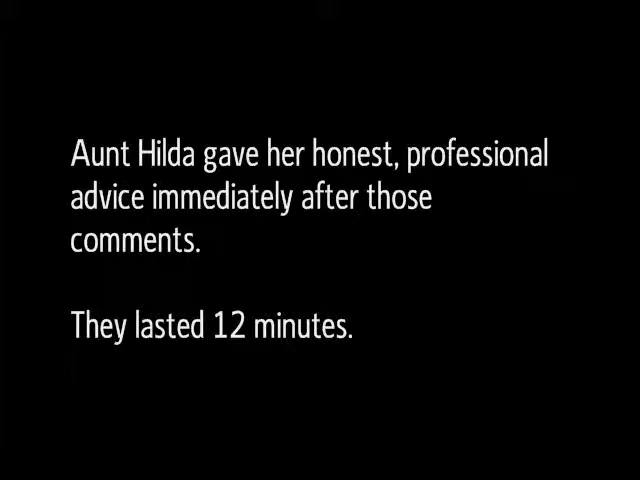 Aunt Hilda gave her honest, professional
advice immediately after those
comments.
They lasted 12 minutes.